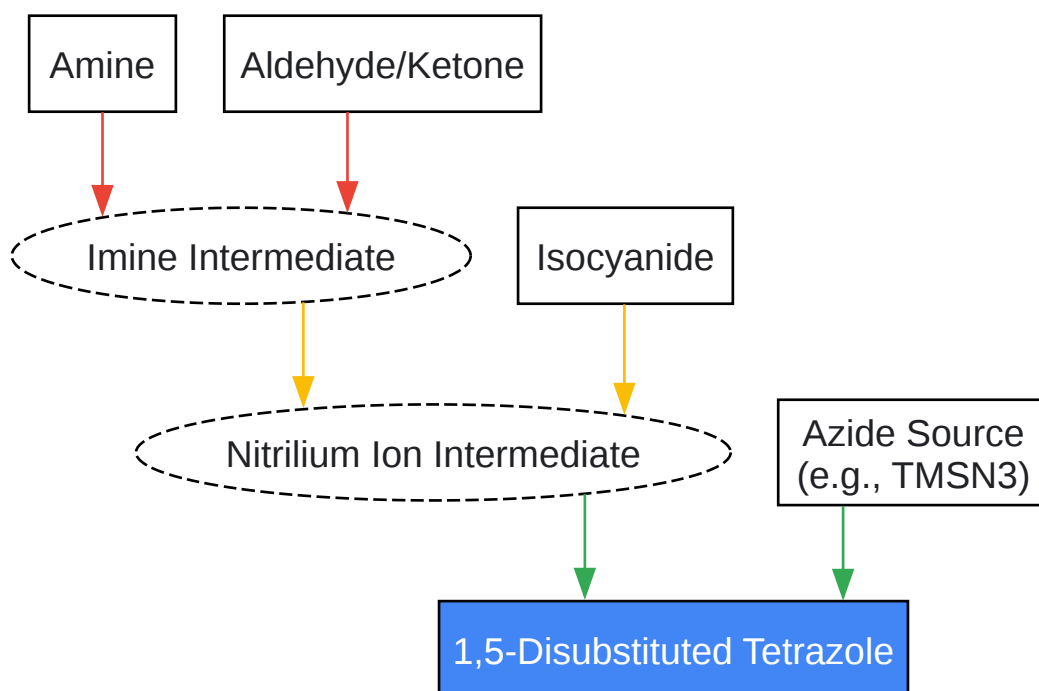 Amine
Aldehyde/Ketone
Imine Intermediate
Isocyanide
Nitrilium Ion Intermediate
Azide Source
(e.g., TMSN3)
1,5-Disubstituted Tetrazole